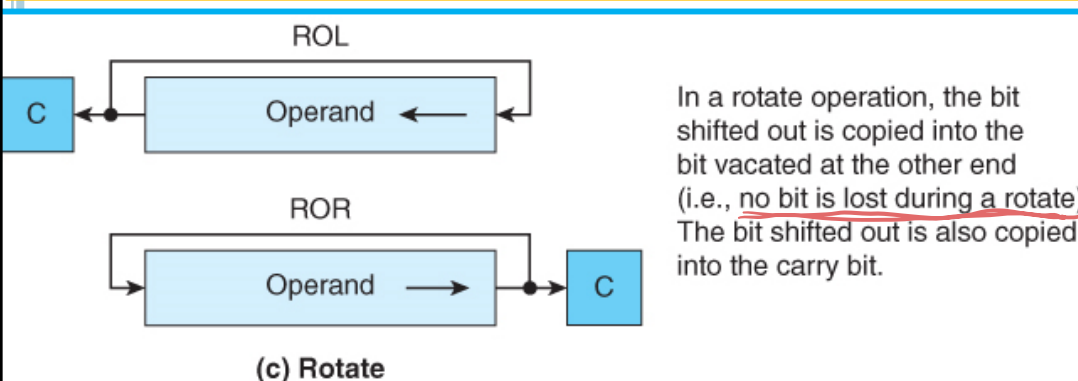 ROL
C
Operand
In a rotate operation, the bit
shifted out is copied into the
bit vacated at the other end
(i.e., no bit is lost during a rotate)
The bit shifted out is also copied
into the carry bit.
ROR
Operand
C
(c) Rotate